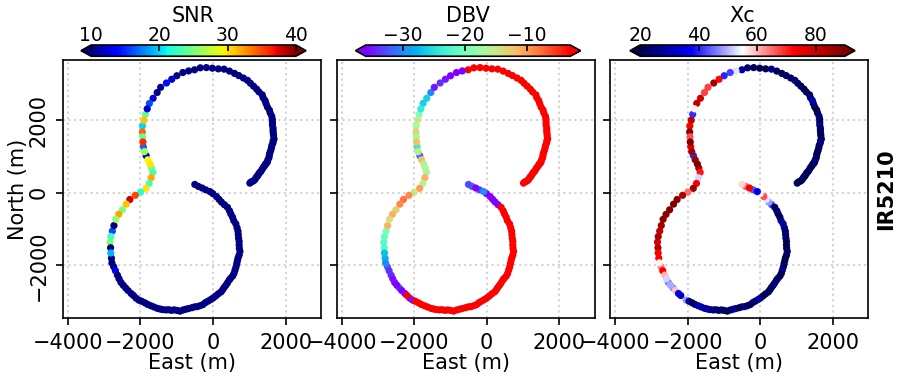 SNR DBV Xc
10 20 30 40 −30 −20 −10 20 40 60 80
North (m)
2000
0
−2000
−4000 −2000 0 2000 −4000 −2000 0 2000 −4000 −2000 0 2000
East (m) East (m) East (m)
IR5210